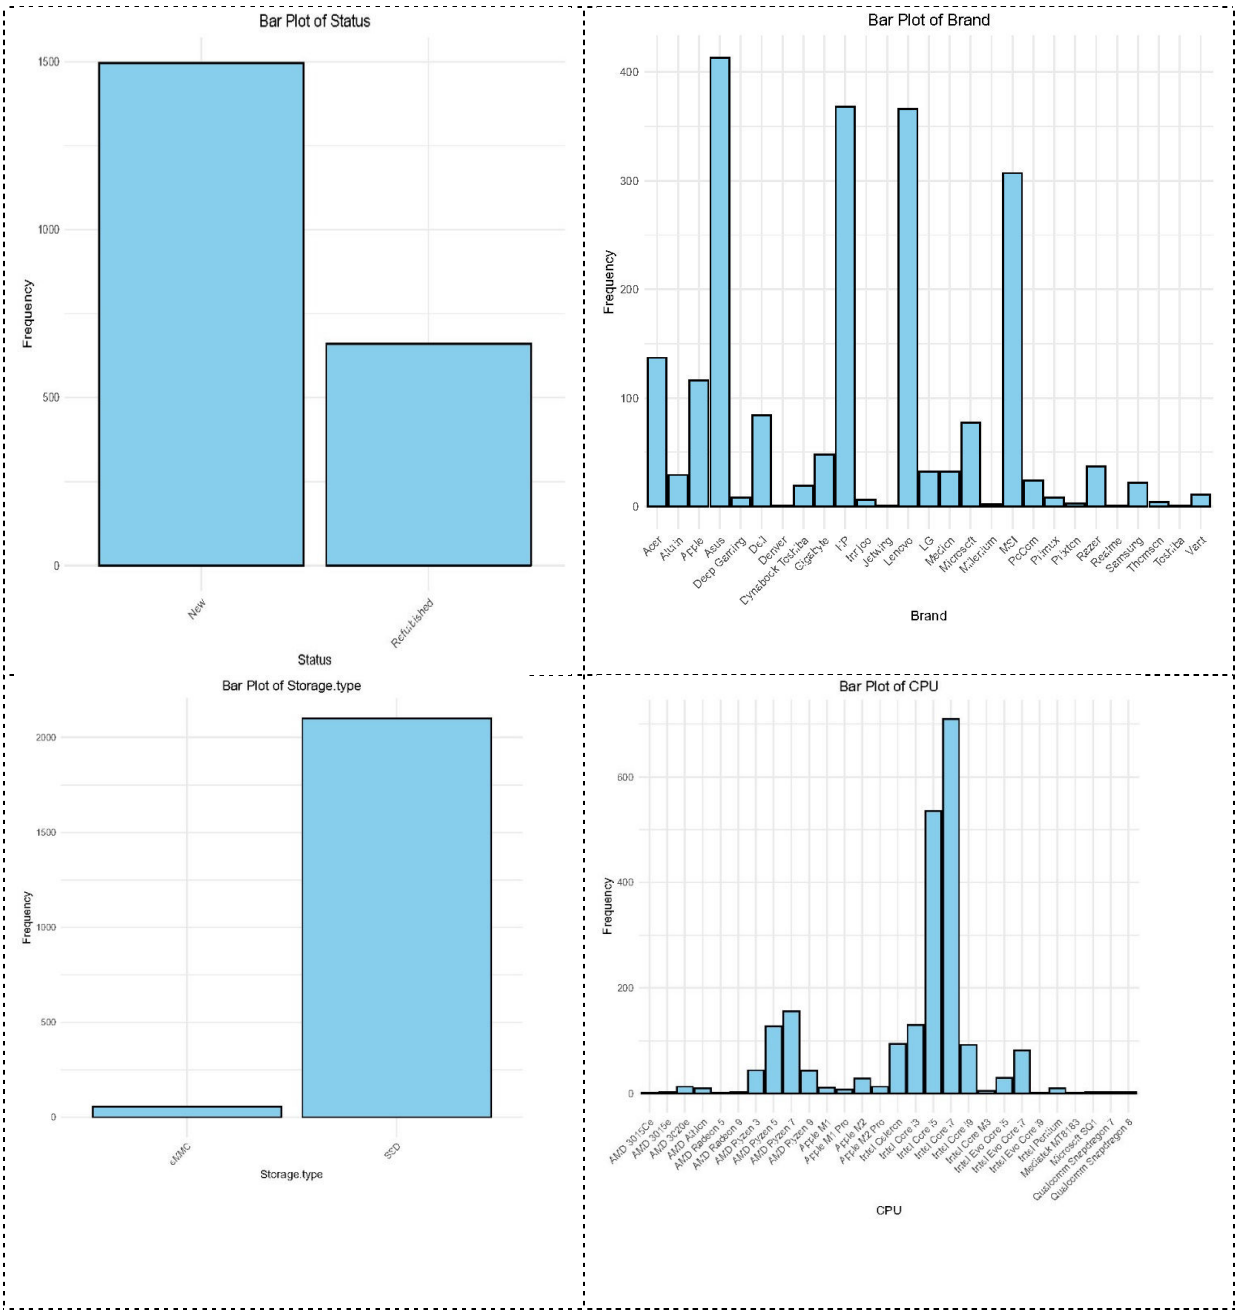 Bar Plot of Status
1500
1000
500
0
Frequency
New
Refurbished
Status
Bar Plot of Brand
400
300
200
100
0
Frequency
Acer
Alurin
Apple
Asus
Deep Gaming
Dell
Denver
Dynabook Toshiba
Gigabyte
HP
Innjoo
Jetwing
Lenovo
LG
Medion
Microsoft
Millenium
MSI
PcCom
Primux
Prixton
Razer
Realme
Samsung
Thomson
Toshiba
Vant
Brand
Bar Plot of Storage.type
2000
1500
1000
500
0
Frequency
eMMC
SSD
Storage.type
Bar Plot of CPU
600
400
200
0
Frequency
AMD 3015Ce
AMD 3015e
AMD 3020e
AMD Athlon
AMD Radeon 5
AMD Radeon 9
AMD Ryzen 3
AMD Ryzen 5
AMD Ryzen 7
AMD Ryzen 9
Apple M1
Apple M1 Pro
Apple M2
Apple M2 Pro
Intel Celeron
Intel Core i3
Intel Core i5
Intel Core i7
Intel Core i9
Intel Core M3
Intel Evo Core i5
Intel Evo Core i7
Intel Evo Core i9
Intel Pentium
Mediatek MT8183
Microsoft SQ1
Qualcomm Snapdragon 7
Qualcomm Snapdragon 8
CPU